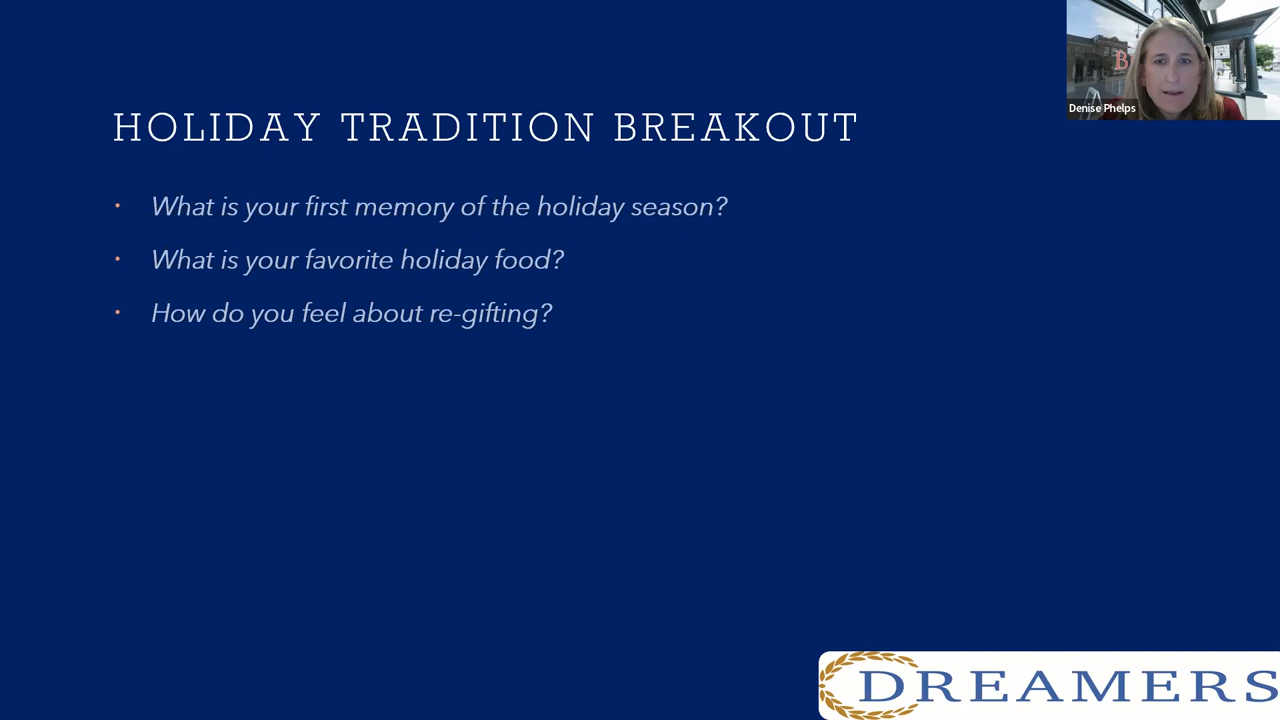 HOLIDAY TRADITION BREAKOUT
• What is your first memory of the holiday season?
• What is your favorite holiday food?
• How do you feel about re-gifting?
B
Denise Phelps
DREAMERS